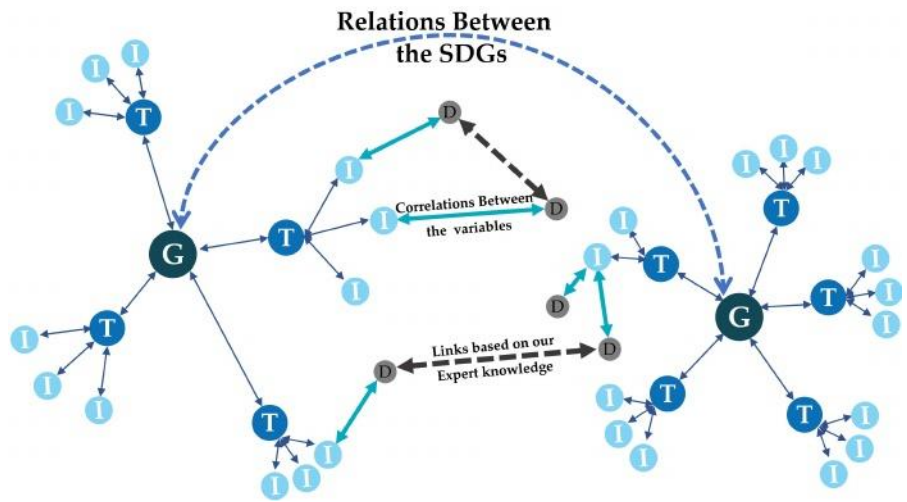 Relations Between
the SDGs
I
I
I
T
D
I
I
I
I
T
D
I
Correlations Between
the variables
I
T
G
I
T
I
I
T
I
I
D
G
I
T
I
D
Links based on our
Expert knowledge
D
I
I
T
I
I
T
T
I
I
I
T
I
I
I
I
I
I